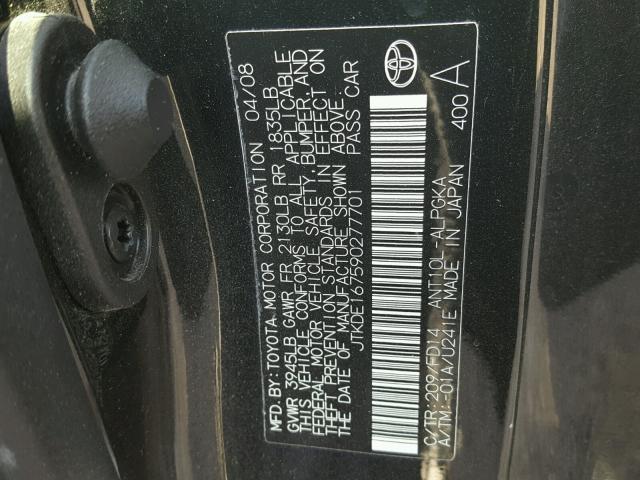 MFD. BY: TOYOTA MOTOR CORPORATION 04/08
GVWR 3945LB GAWR FR 2130LB RR 1835LB
THIS VEHICLE CONFORMS TO ALL APPLICABLE
FEDERAL MOTOR VEHICLE SAFETY, BUMPER, AND
THEFT PREVENTION STANDARDS IN EFFECT ON
THE DATE OF MANUFACTURE SHOWN ABOVE.
JTKDE167590277701 PASS CAR
400 A
C/TR: 209/FD14 ANT10L-ALPGKA
A/TM: -01A/U241E MADE IN JAPAN